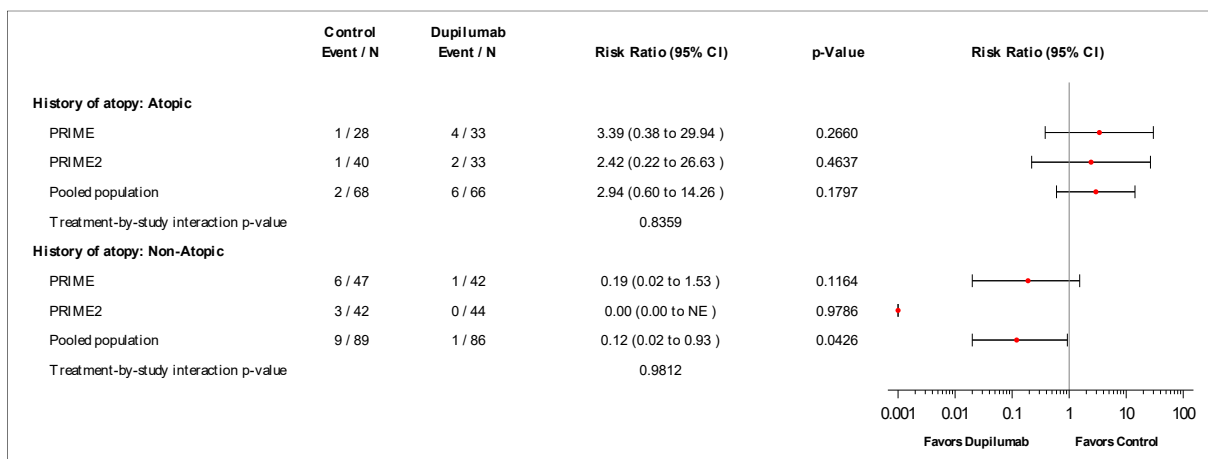 Control Dupilumab
Event / N Event / N Risk Ratio (95% CI) p-Value Risk Ratio (95% CI)
History of atopy: Atopic
PRIME 1 / 28 4 / 33 3.39 (0.38 to 29.94 ) 0.2660
PRIME2 1 / 40 2 / 33 2.42 (0.22 to 26.63 ) 0.4637
Pooled population 2 / 68 6 / 66 2.94 (0.60 to 14.26 ) 0.1797
Treatment-by-study interaction p-value 0.8359
History of atopy: Non-Atopic
PRIME 6 / 47 1 / 42 0.19 (0.02 to 1.53 ) 0.1164
PRIME2 3 / 42 0 / 44 0.00 (0.00 to NE ) 0.9786
Pooled population 9 / 89 1 / 86 0.12 (0.02 to 0.93 ) 0.0426
Treatment-by-study interaction p-value 0.9812
0.001 0.01 0.1 1 10 100
Favors Dupilumab Favors Control